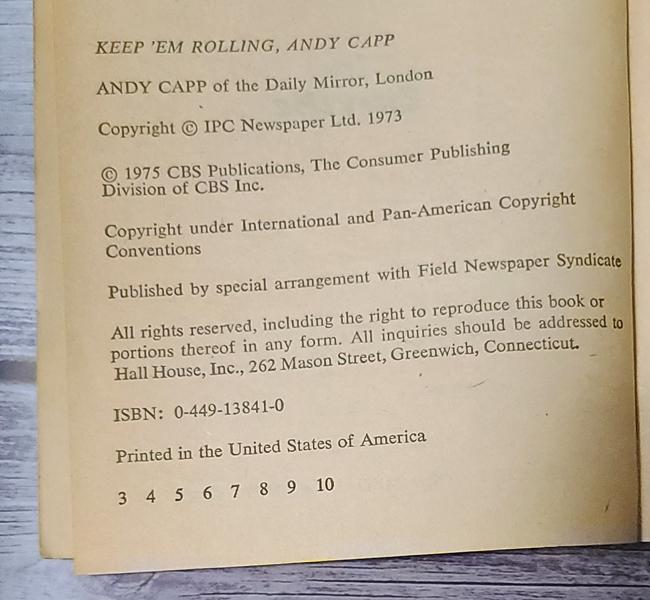 KEEP 'EM ROLLING, ANDY CAPP
ANDY CAPP of the Daily Mirror, London
Copyright © IPC Newspaper Ltd. 1973
© 1975 CBS Publications, The Consumer Publishing
Division of CBS Inc.
Copyright under International and Pan-American Copyright
Conventions
Published by special arrangement with Field Newspaper Syndicate
All rights reserved, including the right to reproduce this book or
portions thereof in any form. All inquiries should be addressed to
Hall House, Inc., 262 Mason Street, Greenwich, Connecticut.
ISBN: 0-449-13841-0
Printed in the United States of America
3 4 5 6 7 8 9 10